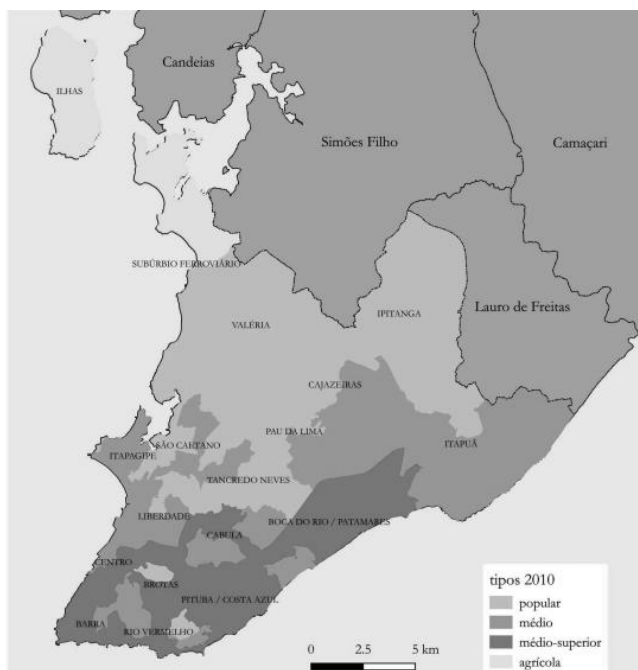 Candeias
ILHAS
Simões Filho
Camaçari
SUBÚRBIO FERROVIÁRIO
Lauro de Freitas
IPITANGA
VALÉRIA
CAJAZEIRAS
PAU DA LIMA
SÃO CAETANO
ITAPUÃ
ITAPAGIPE
TANCREDO NEVES
LIBERDADE
BOCA DO RIO / PATAMARES
CABULA
CENTRO
BROTAS
PITUBA / COSTA AZUL
BARRA
RIO VERMELHO
tipos 2010
popular
médio
médio-superior
agrícola
0 2.5 5 km